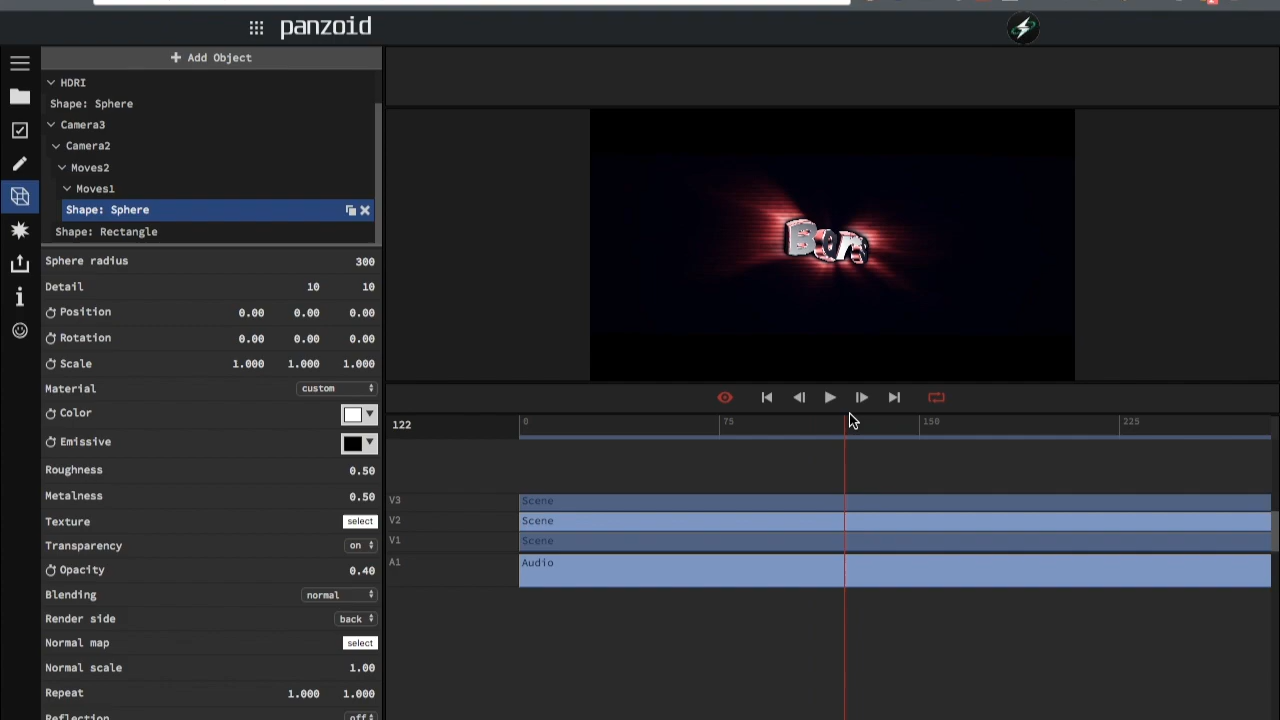 panzoid
Add Object
HDRI
Shape: Sphere
Camera3
Camera2
Moves2
Moves1
Shape: Sphere
Shape: Rectangle
Sphere radius 300
Detail 10 10
Position 0.00 0.00 0.00
Rotation 0.00 0.00 0.00
Scale 1.000 1.000 1.000
Material custom
Color
Emissive
Roughness 0.50
Metalness 0.50
Texture select
Transparency on
Opacity 0.40
Blending normal
Render side back
Normal map select
Normal scale 1.00
Repeat 1.000 1.000
Reflection off
122 0 75 150 225
V3 Scene
V2 Scene
V1 Scene
A1 Audio